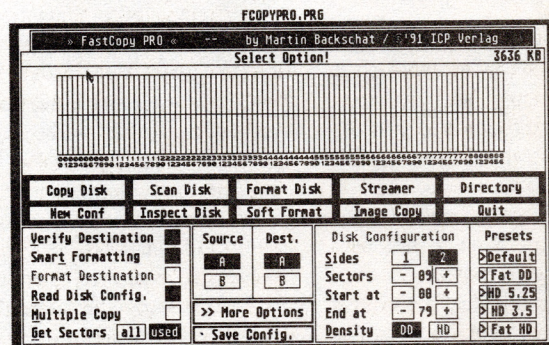 FCOPYPRO.PRG
» FastCopy PRO « -- by Martin Backschat / ©'91 ICP Verlag
Select Option! 3636 KB
00000000001111111111222222222233333333334444444444555555555566666666667777777777888888
01234567890123456789012345678901234567890123456789012345678901234567890123456789012345
Copy Disk Scan Disk Format Disk Streamer Directory
New Conf Inspect Disk Soft Format Image Copy Quit
Verify Destination Source Dest. Disk Configuration Presets
Smart Formatting A A Sides 1 2 >Default
Format Destination B B Sectors - 09 + >Fat DD
Read Disk Config. Start at - 00 + >HD 5.25
Multiple Copy >> More Options End at - 79 + >HD 3.5
Get Sectors all used · Save Config. Density DD HD >Fat HD